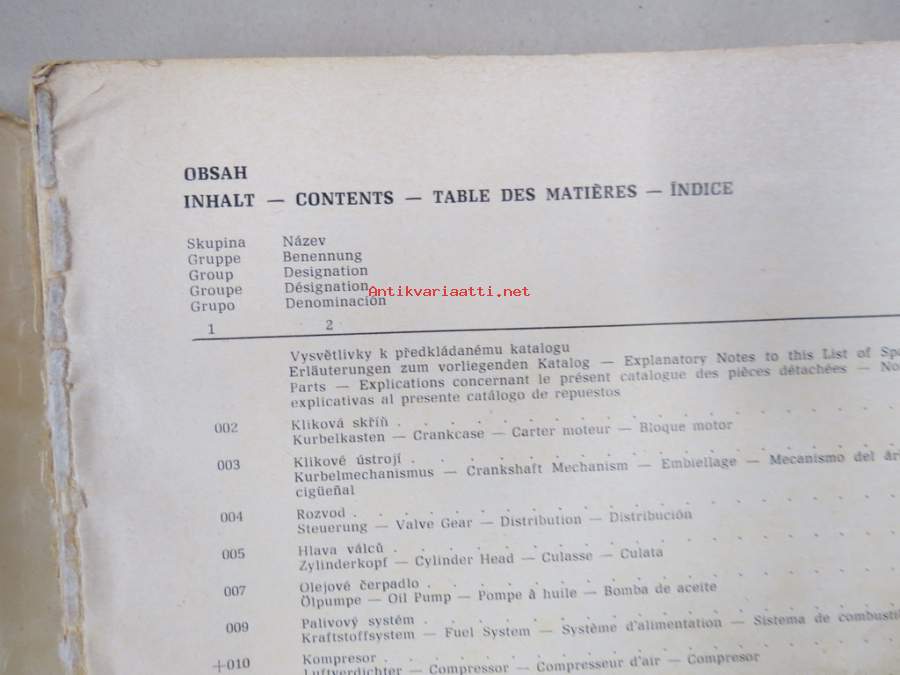 OBSAH
INHALT — CONTENTS — TABLE DES MATIÈRES — ÍNDICE
Skupina Název
Gruppe Benennung
Group Designation
Groupe Désignation
Antikvariaatti.net
Grupo Denominación
1 2
Vysvětlivky k předkládanému katalogu
Erläuterungen zum vorliegenden Katalog — Explanatory Notes to this List of
Parts — Explications concernant le présent catalogue des pièces détachées —
explicativas al presente catálogo de repuestos
002 Kliková skříň
Kurbelkasten — Crankcase — Carter moteur — Bloque motor
003 Klikové ústrojí
Kurbelmechanismus — Crankshaft Mechanism — Embiellage — Mecanismo del
cigüeñal
004 Rozvod
Steuerung — Valve Gear — Distribution — Distribución
005 Hlava válců
Zylinderkopf — Cylinder Head — Culasse — Culata
007 Olejové čerpadlo
Ölpumpe — Oil Pump — Pompe à huile — Bomba de aceite
009 Palivový systém
Kraftstoffsystem — Fuel System — Système d'alimentation — Sistema de
+010 Kompresor
Luftverdichter — Compressor — Compresseur d'air — Compresor